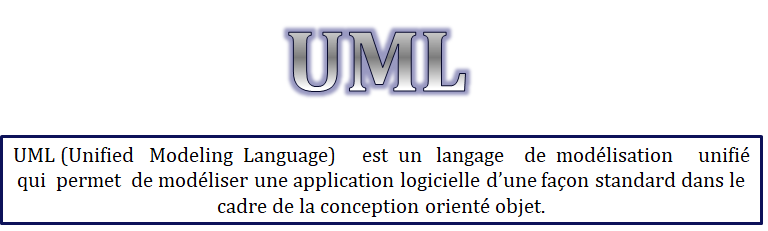 UML
UML (Unified Modeling Language) est un langage de modélisation unifié
qui permet de modéliser une application logicielle d’une façon standard dans le
cadre de la conception orienté objet.